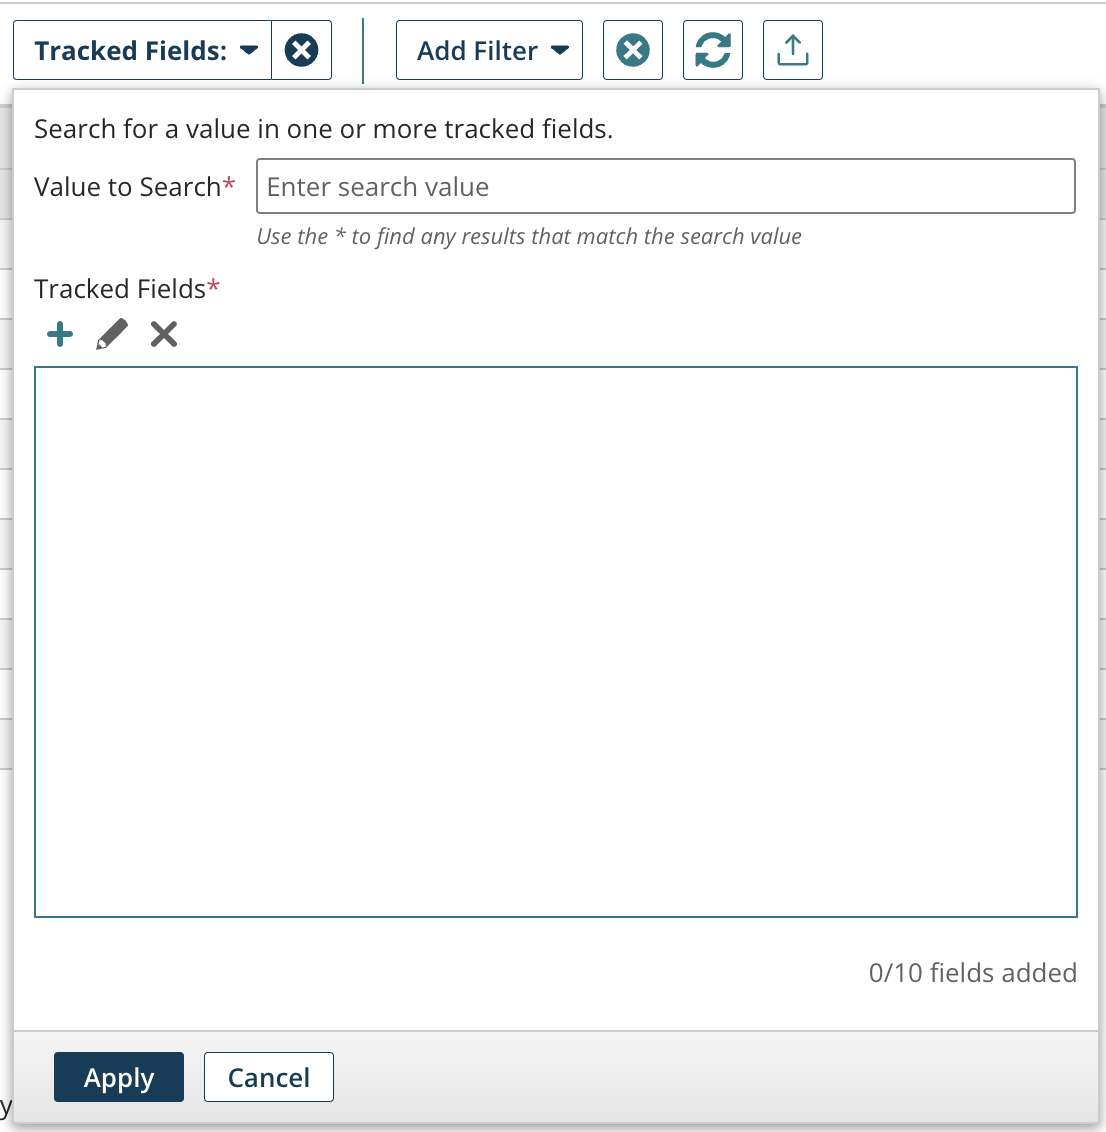 Tracked Fields:
Add Filter
Search for a value in one or more tracked fields.
Value to Search*
Enter search value
Use the * to find any results that match the search value
Tracked Fields*
0/10 fields added
Apply
Cancel
y